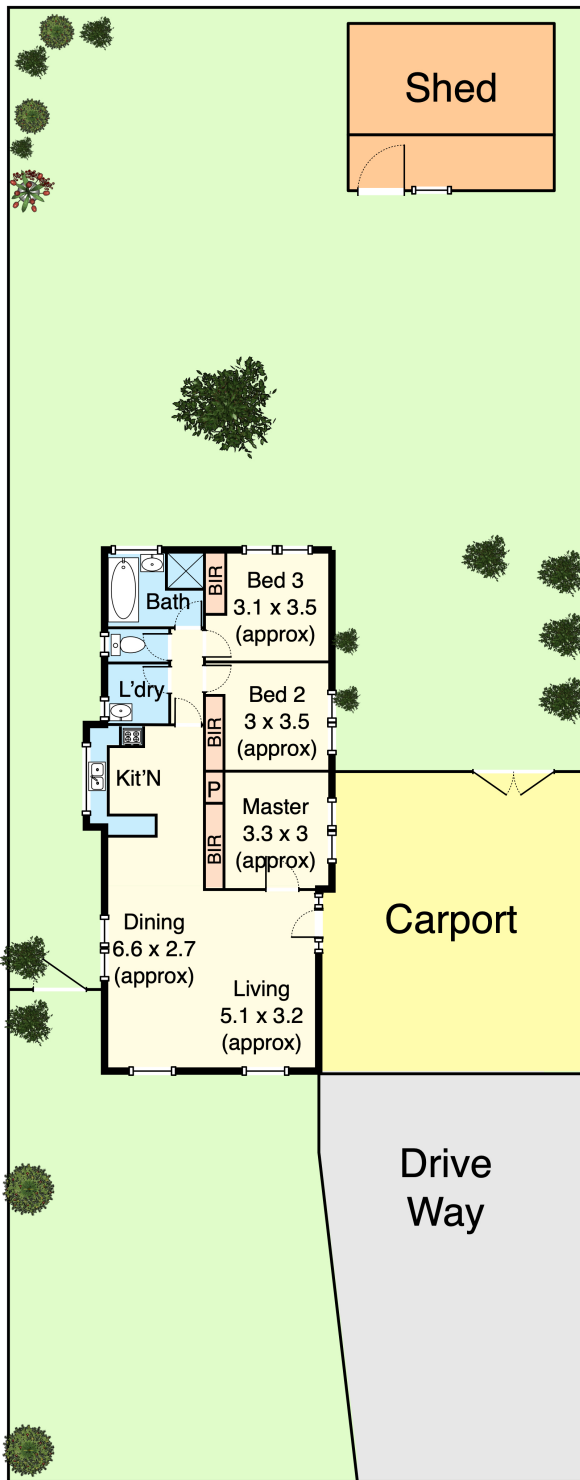 Shed
BIR
Bed 3
3.1 x 3.5
(approx)
Bath
L'dry
Bed 2
3 x 3.5
(approx)
BIR
Kit'N
P
Master
3.3 x 3
(approx)
BIR
Carport
Dining
6.6 x 2.7
(approx)
Living
5.1 x 3.2
(approx)
Drive
Way